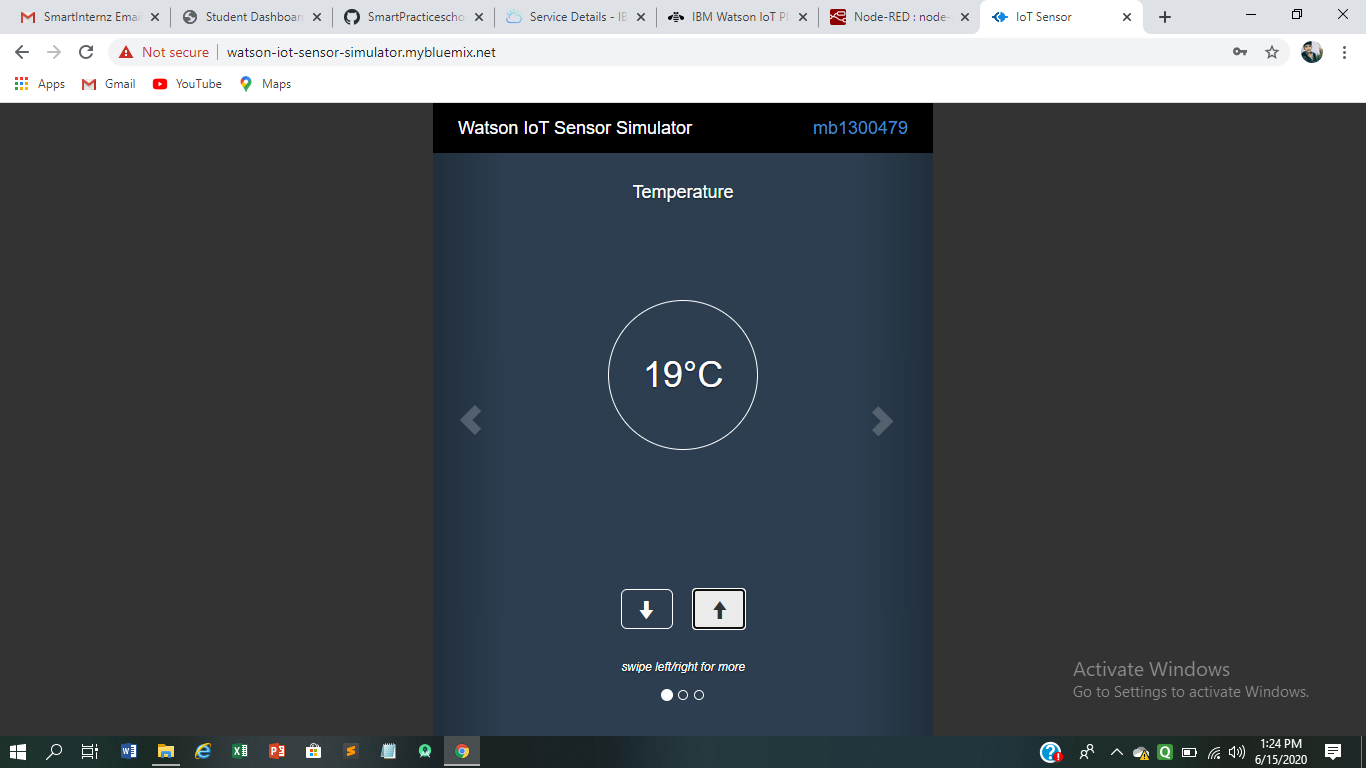 SmartInternz Emai
Student Dashboard
SmartPracticescho
Service Details - IB
IBM Watson IoT Pl
Node-RED : node-
IoT Sensor
Not secure
watson-iot-sensor-simulator.mybluemix.net
Apps
Gmail
YouTube
Maps
Watson IoT Sensor Simulator
mb1300479
Temperature
19°C
swipe left/right for more
Activate Windows
Go to Settings to activate Windows.
1:24 PM
6/15/2020